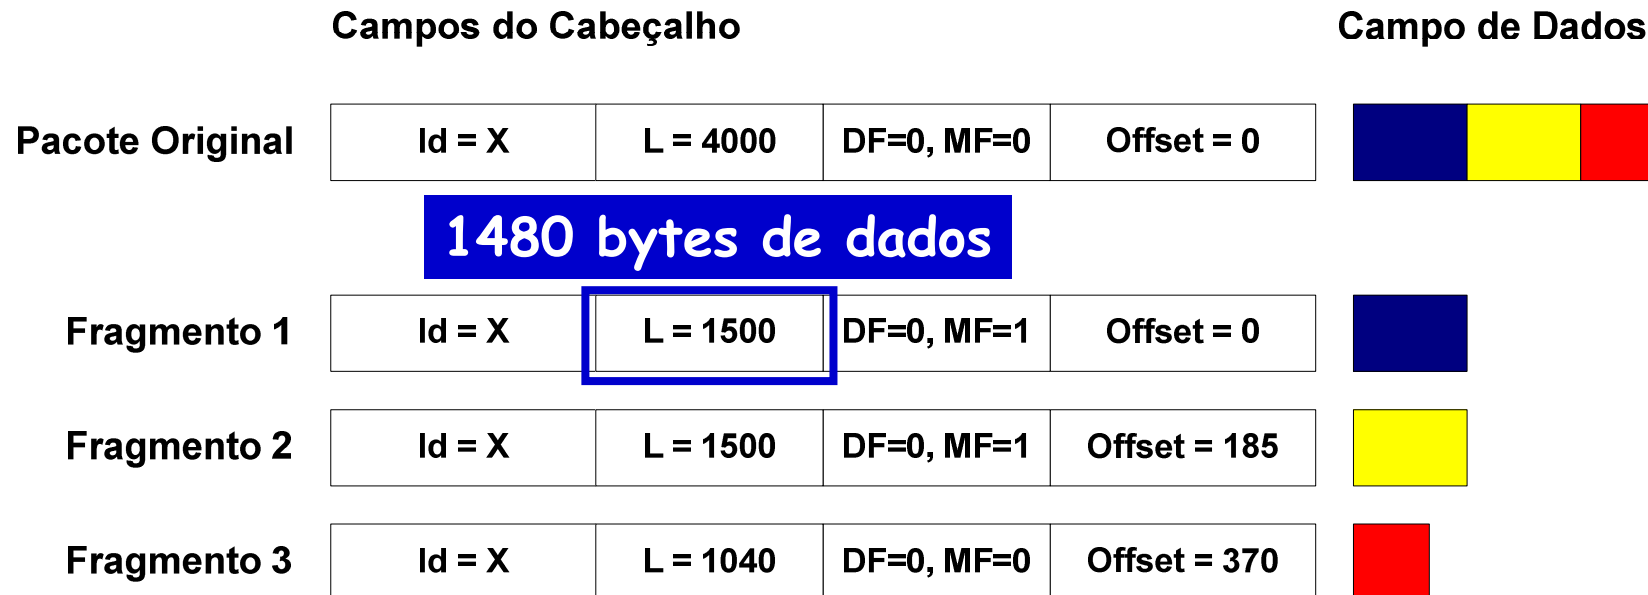 Campos do Cabeçalho Campo de Dados
Pacote Original Id = X L = 4000 DF=0, MF=0 Offset = 0
1480 bytes de dados
Fragmento 1 Id = X L = 1500 DF=0, MF=1 Offset = 0
Fragmento 2 Id = X L = 1500 DF=0, MF=1 Offset = 185
Fragmento 3 Id = X L = 1040 DF=0, MF=0 Offset = 370